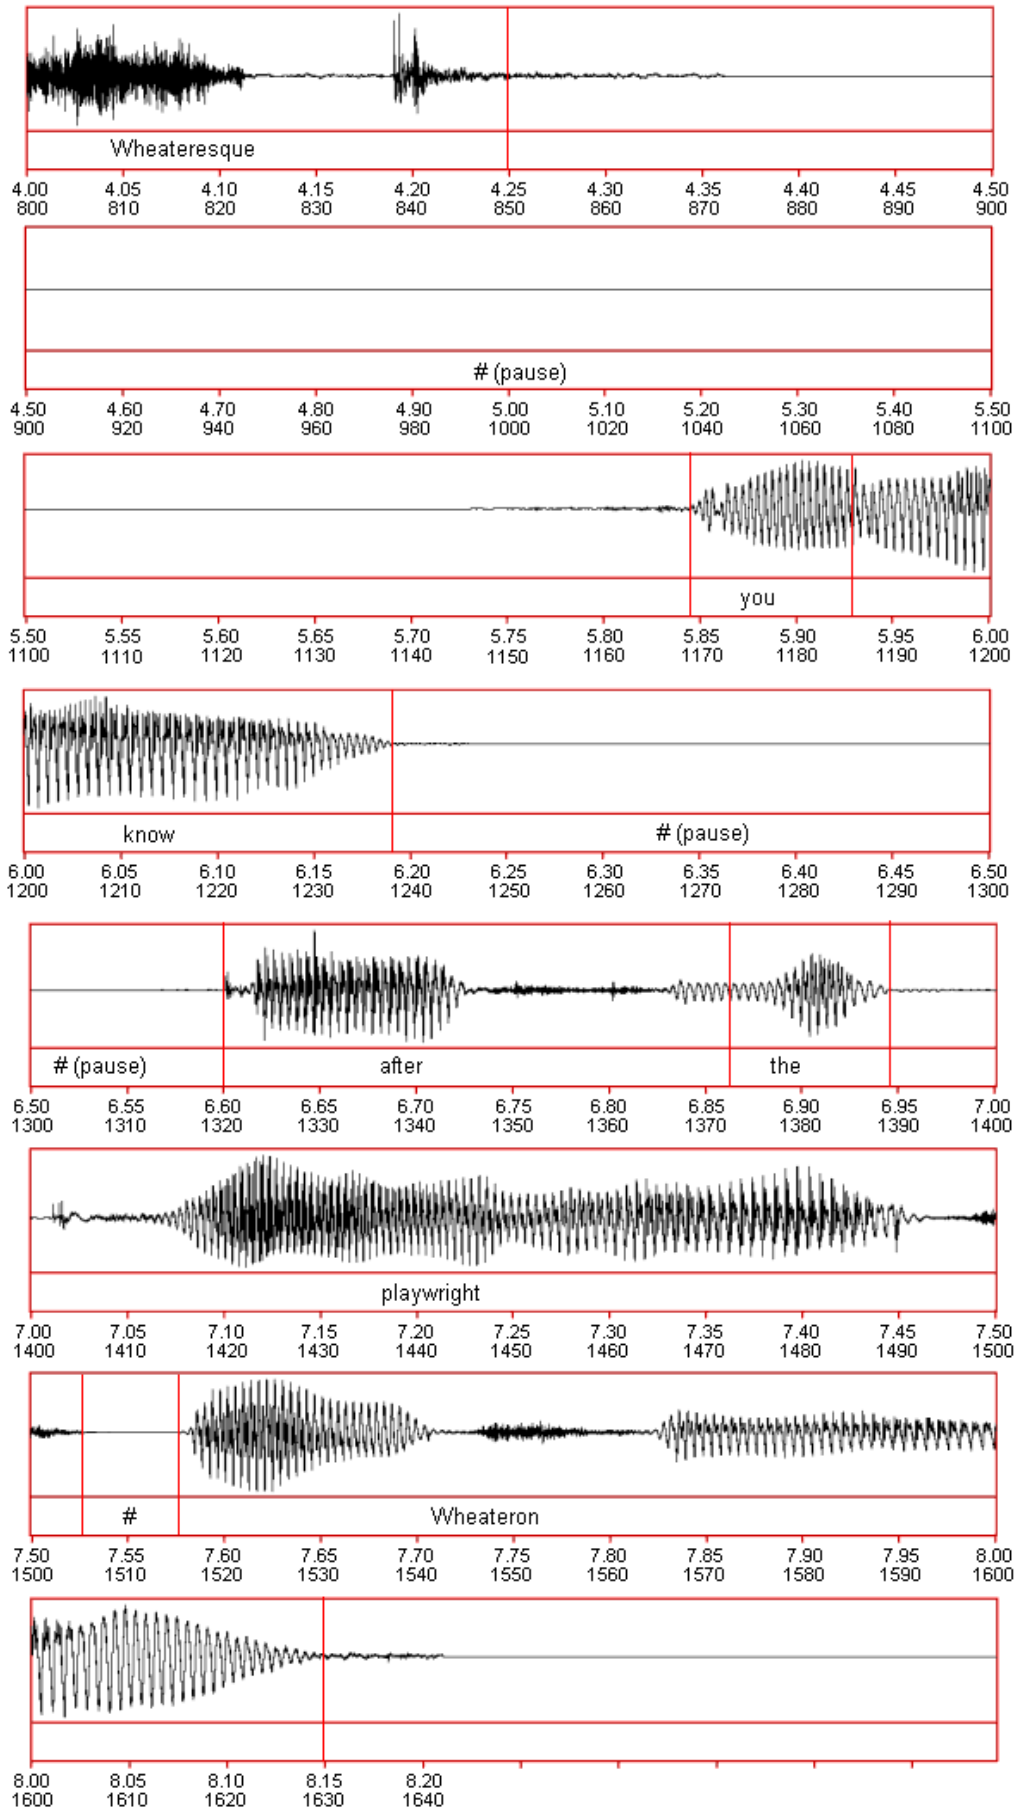 Wheateresque
4.00 4.05 4.10 4.15 4.20 4.25 4.30 4.35 4.40 4.45 4.50
800 810 820 830 840 850 860 870 880 890 900
# (pause)
4.50 4.60 4.70 4.80 4.90 5.00 5.10 5.20 5.30 5.40 5.50
900 920 940 960 980 1000 1020 1040 1060 1080 1100
you
5.50 5.55 5.60 5.65 5.70 5.75 5.80 5.85 5.90 5.95 6.00
1100 1110 1120 1130 1140 1150 1160 1170 1180 1190 1200
know # (pause)
6.00 6.05 6.10 6.15 6.20 6.25 6.30 6.35 6.40 6.45 6.50
1200 1210 1220 1230 1240 1250 1260 1270 1280 1290 1300
# (pause) after the
6.50 6.55 6.60 6.65 6.70 6.75 6.80 6.85 6.90 6.95 7.00
1300 1310 1320 1330 1340 1350 1360 1370 1380 1390 1400
playwright
7.00 7.05 7.10 7.15 7.20 7.25 7.30 7.35 7.40 7.45 7.50
1400 1410 1420 1430 1440 1450 1460 1470 1480 1490 1500
# Wheateron
7.50 7.55 7.60 7.65 7.70 7.75 7.80 7.85 7.90 7.95 8.00
1500 1510 1520 1530 1540 1550 1560 1570 1580 1590 1600
8.00 8.05 8.10 8.15 8.20
1600 1610 1620 1630 1640